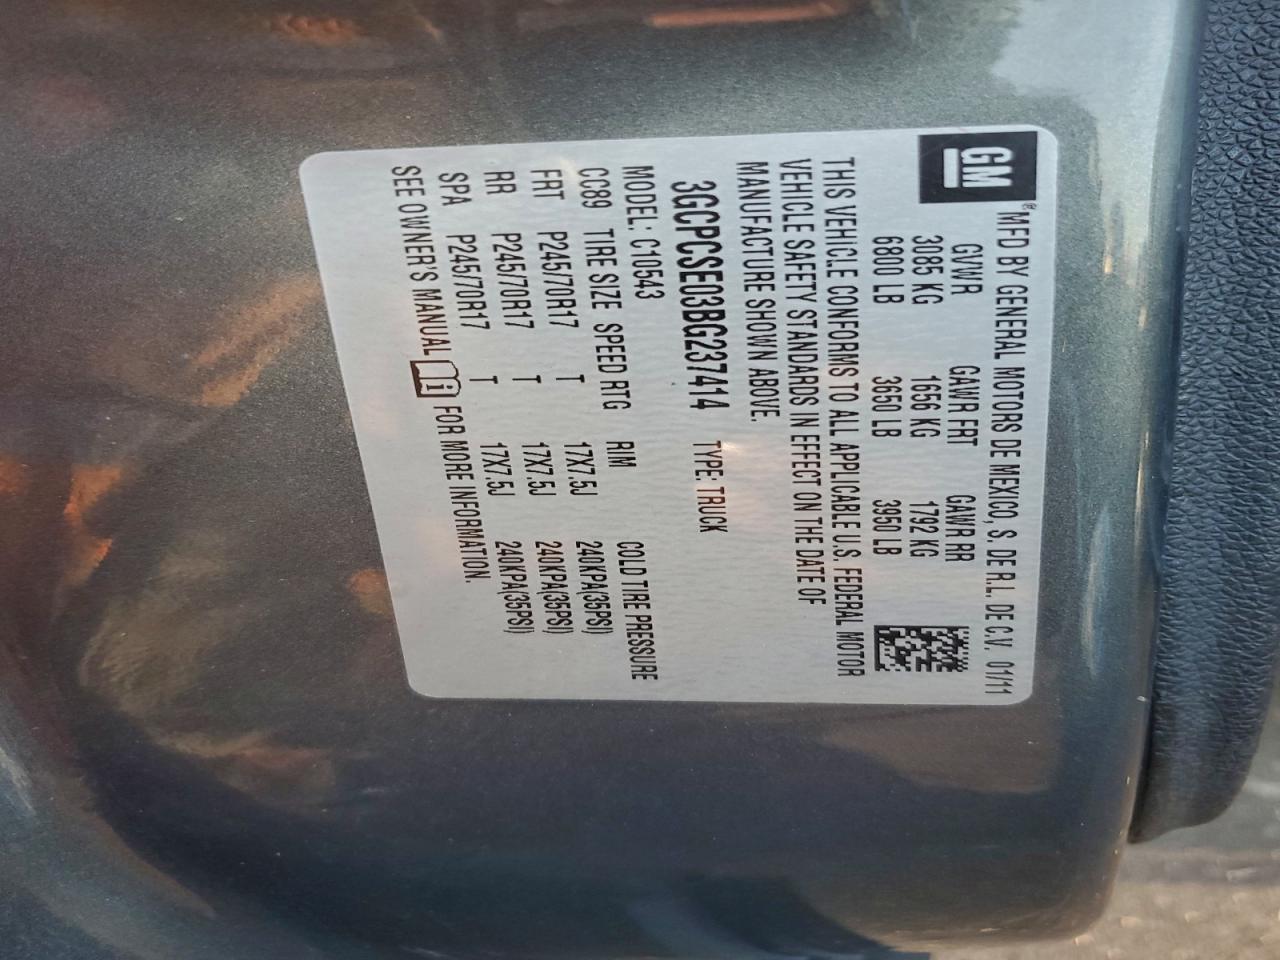 GM ®MFD BY GENERAL MOTORS DE MEXICO, S. DE R.L. DE C.V. 01/11
GVWR GAWR FRT GAWR RR
3085 KG 1656 KG 1792 KG
6800 LB 3650 LB 3950 LB
THIS VEHICLE CONFORMS TO ALL APPLICABLE U.S. FEDERAL MOTOR
VEHICLE SAFETY STANDARDS IN EFFECT ON THE DATE OF
MANUFACTURE SHOWN ABOVE.
3GCPCSE03BG237414 TYPE: TRUCK
MODEL: C10543
CC89 TIRE SIZE SPEED RTG RIM COLD TIRE PRESSURE
FRT P245/70R17 T 17X7.5J 240KPA(35PSI)
RR P245/70R17 T 17X7.5J 240KPA(35PSI)
SPA P245/70R17 T 17X7.5J 240KPA(35PSI)
SEE OWNER'S MANUAL i FOR MORE INFORMATION.